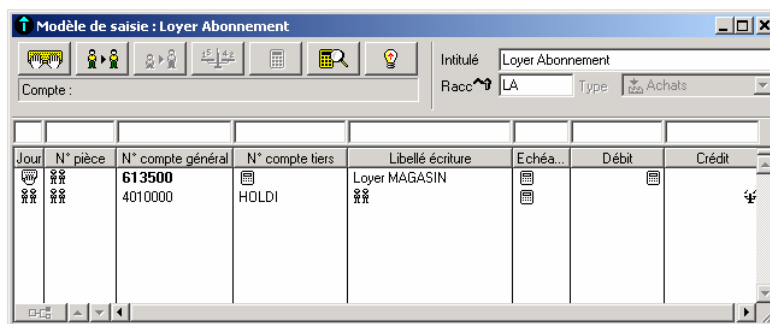 Modèle de saisie : Loyer Abonnement
Intitulé Loyer Abonnement
Compte : Racc LA Type Achats
Jour N° pièce N° compte général N° compte tiers Libellé écriture Echéa... Débit Crédit
613500 Loyer MAGASIN
4010000 HOLDI